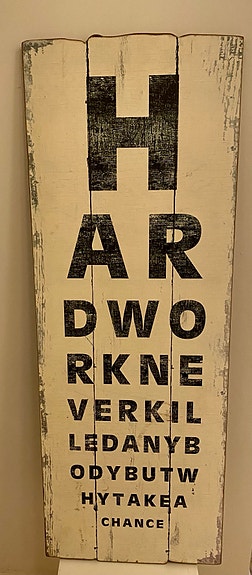 H
AR
DWO
RKNE
VERKIL
LEDANYB
ODYBUTW
HYTAKEA
CHANCE